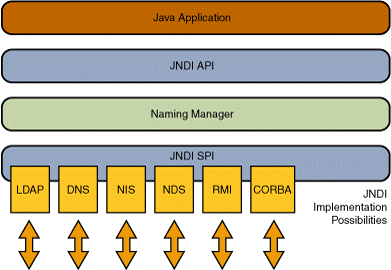 Java Application
JNDI API
Naming Manager
JNDI SPI
LDAP DNS NIS NDS RMI CORBA
JNDI
Implementation
Possibilities